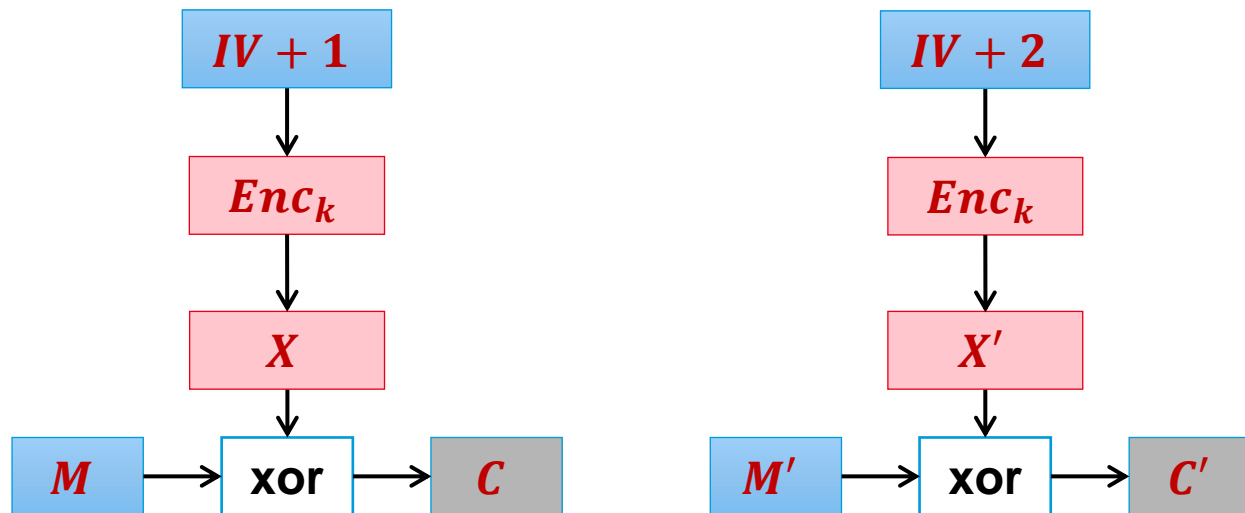 IV + 1
IV + 2
Enc_k
Enc_k
X
X′
M
xor
C
M′
xor
C′